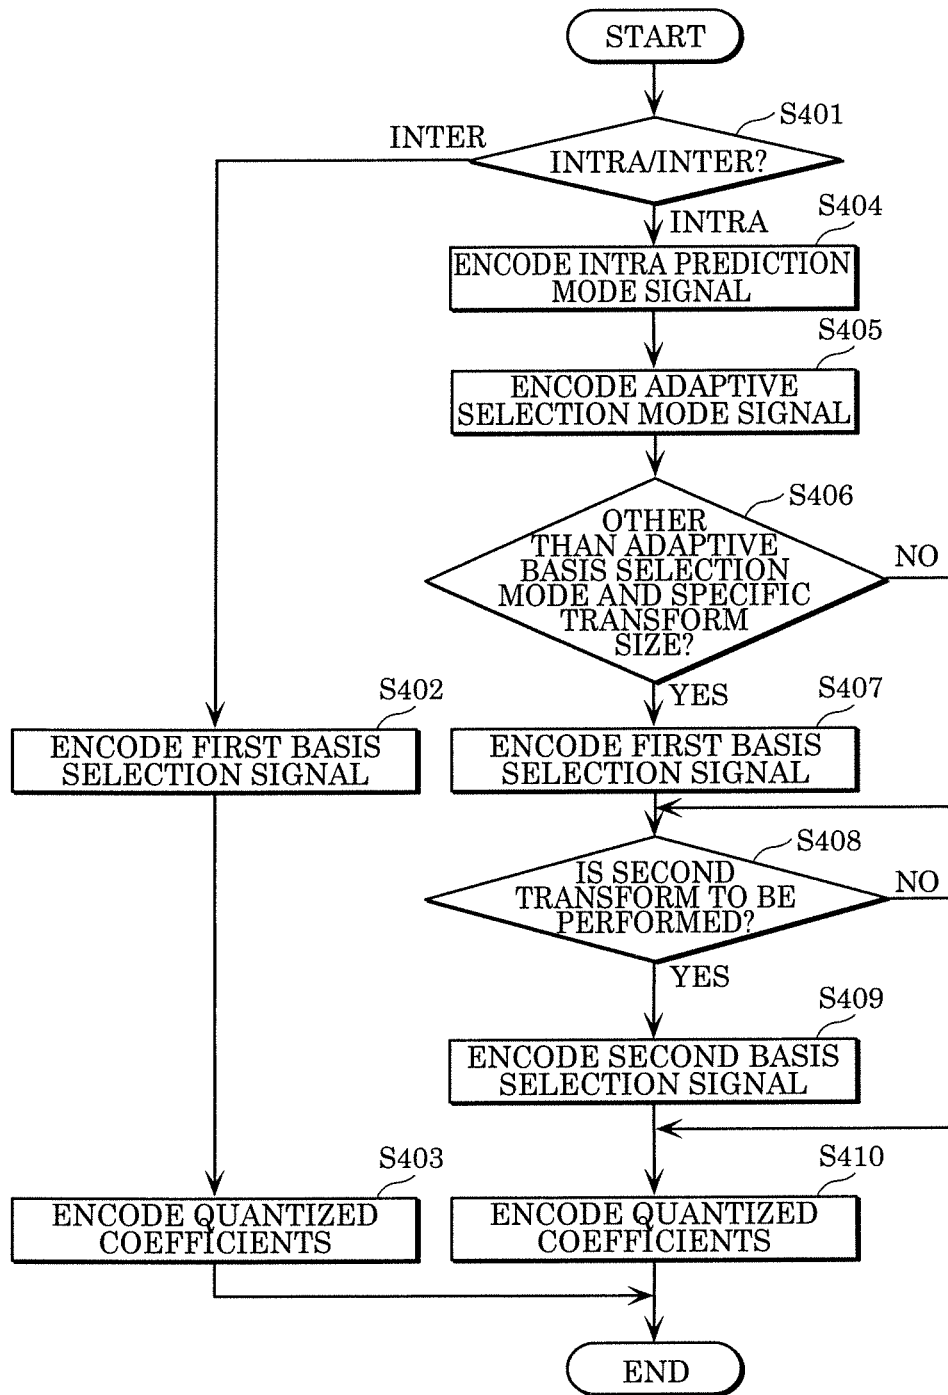 START
S401
INTER
INTRA/INTER?
S404
INTRA
ENCODE INTRA PREDICTION
MODE SIGNAL
S405
ENCODE ADAPTIVE
SELECTION MODE SIGNAL
S406
OTHER
THAN ADAPTIVE
BASIS SELECTION
MODE AND SPECIFIC
TRANSFORM
SIZE?
NO
YES
S402
S407
ENCODE FIRST BASIS
SELECTION SIGNAL
ENCODE FIRST BASIS
SELECTION SIGNAL
S408
IS SECOND
TRANSFORM TO BE
PERFORMED?
NO
YES
S409
ENCODE SECOND BASIS
SELECTION SIGNAL
S403
S410
ENCODE QUANTIZED
COEFFICIENTS
ENCODE QUANTIZED
COEFFICIENTS
END